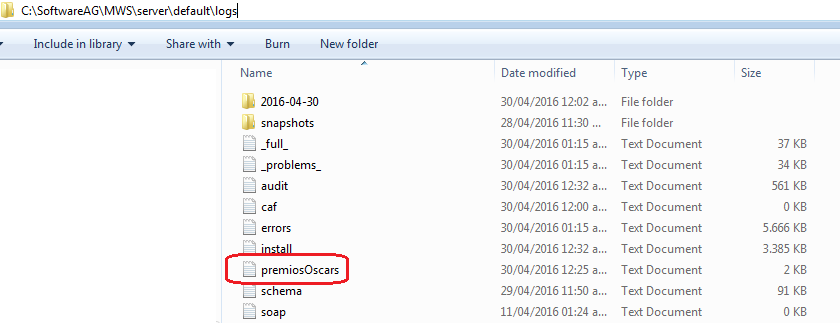 C:\SoftwareAG\MWS\server\default\logs
Include in library Share with Burn New folder
Name Date modified Type Size
2016-04-30 30/04/2016 12:02 a... File folder
snapshots 28/04/2016 11:30 ... File folder
_full_ 30/04/2016 01:15 a... Text Document 37 KB
_problems_ 30/04/2016 01:15 a... Text Document 34 KB
audit 30/04/2016 12:32 a... Text Document 561 KB
caf 30/04/2016 12:00 a... Text Document 0 KB
errors 30/04/2016 01:15 a... Text Document 5.666 KB
install 30/04/2016 12:32 a... Text Document 3.385 KB
premiosOscars 30/04/2016 12:25 a... Text Document 2 KB
schema 29/04/2016 11:50 a... Text Document 91 KB
soap 11/04/2016 01:24 a... Text Document 0 KB